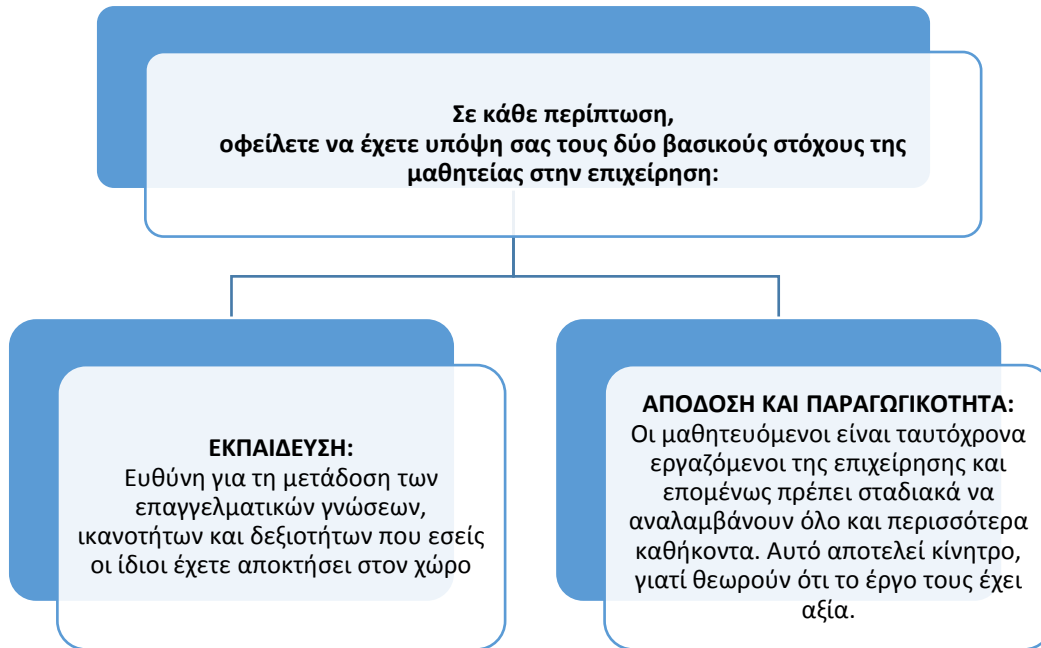 Σε κάθε περίπτωση,
οφείλετε να έχετε υπόψη σας τους δύο βασικούς στόχους της
μαθητείας στην επιχείρηση:
ΕΚΠΑΙΔΕΥΣΗ:
Ευθύνη για τη μετάδοση των
επαγγελματικών γνώσεων,
ικανοτήτων και δεξιοτήτων που εσείς
οι ίδιοι έχετε αποκτήσει στον χώρο
ΑΠΟΔΟΣΗ ΚΑΙ ΠΑΡΑΓΩΓΙΚΟΤΗΤΑ:
Οι μαθητευόμενοι είναι ταυτόχρονα
εργαζόμενοι της επιχείρησης και
επομένως πρέπει σταδιακά να
αναλαμβάνουν όλο και περισσότερα
καθήκοντα. Αυτό αποτελεί κίνητρο,
γιατί θεωρούν ότι το έργο τους έχει
αξία.